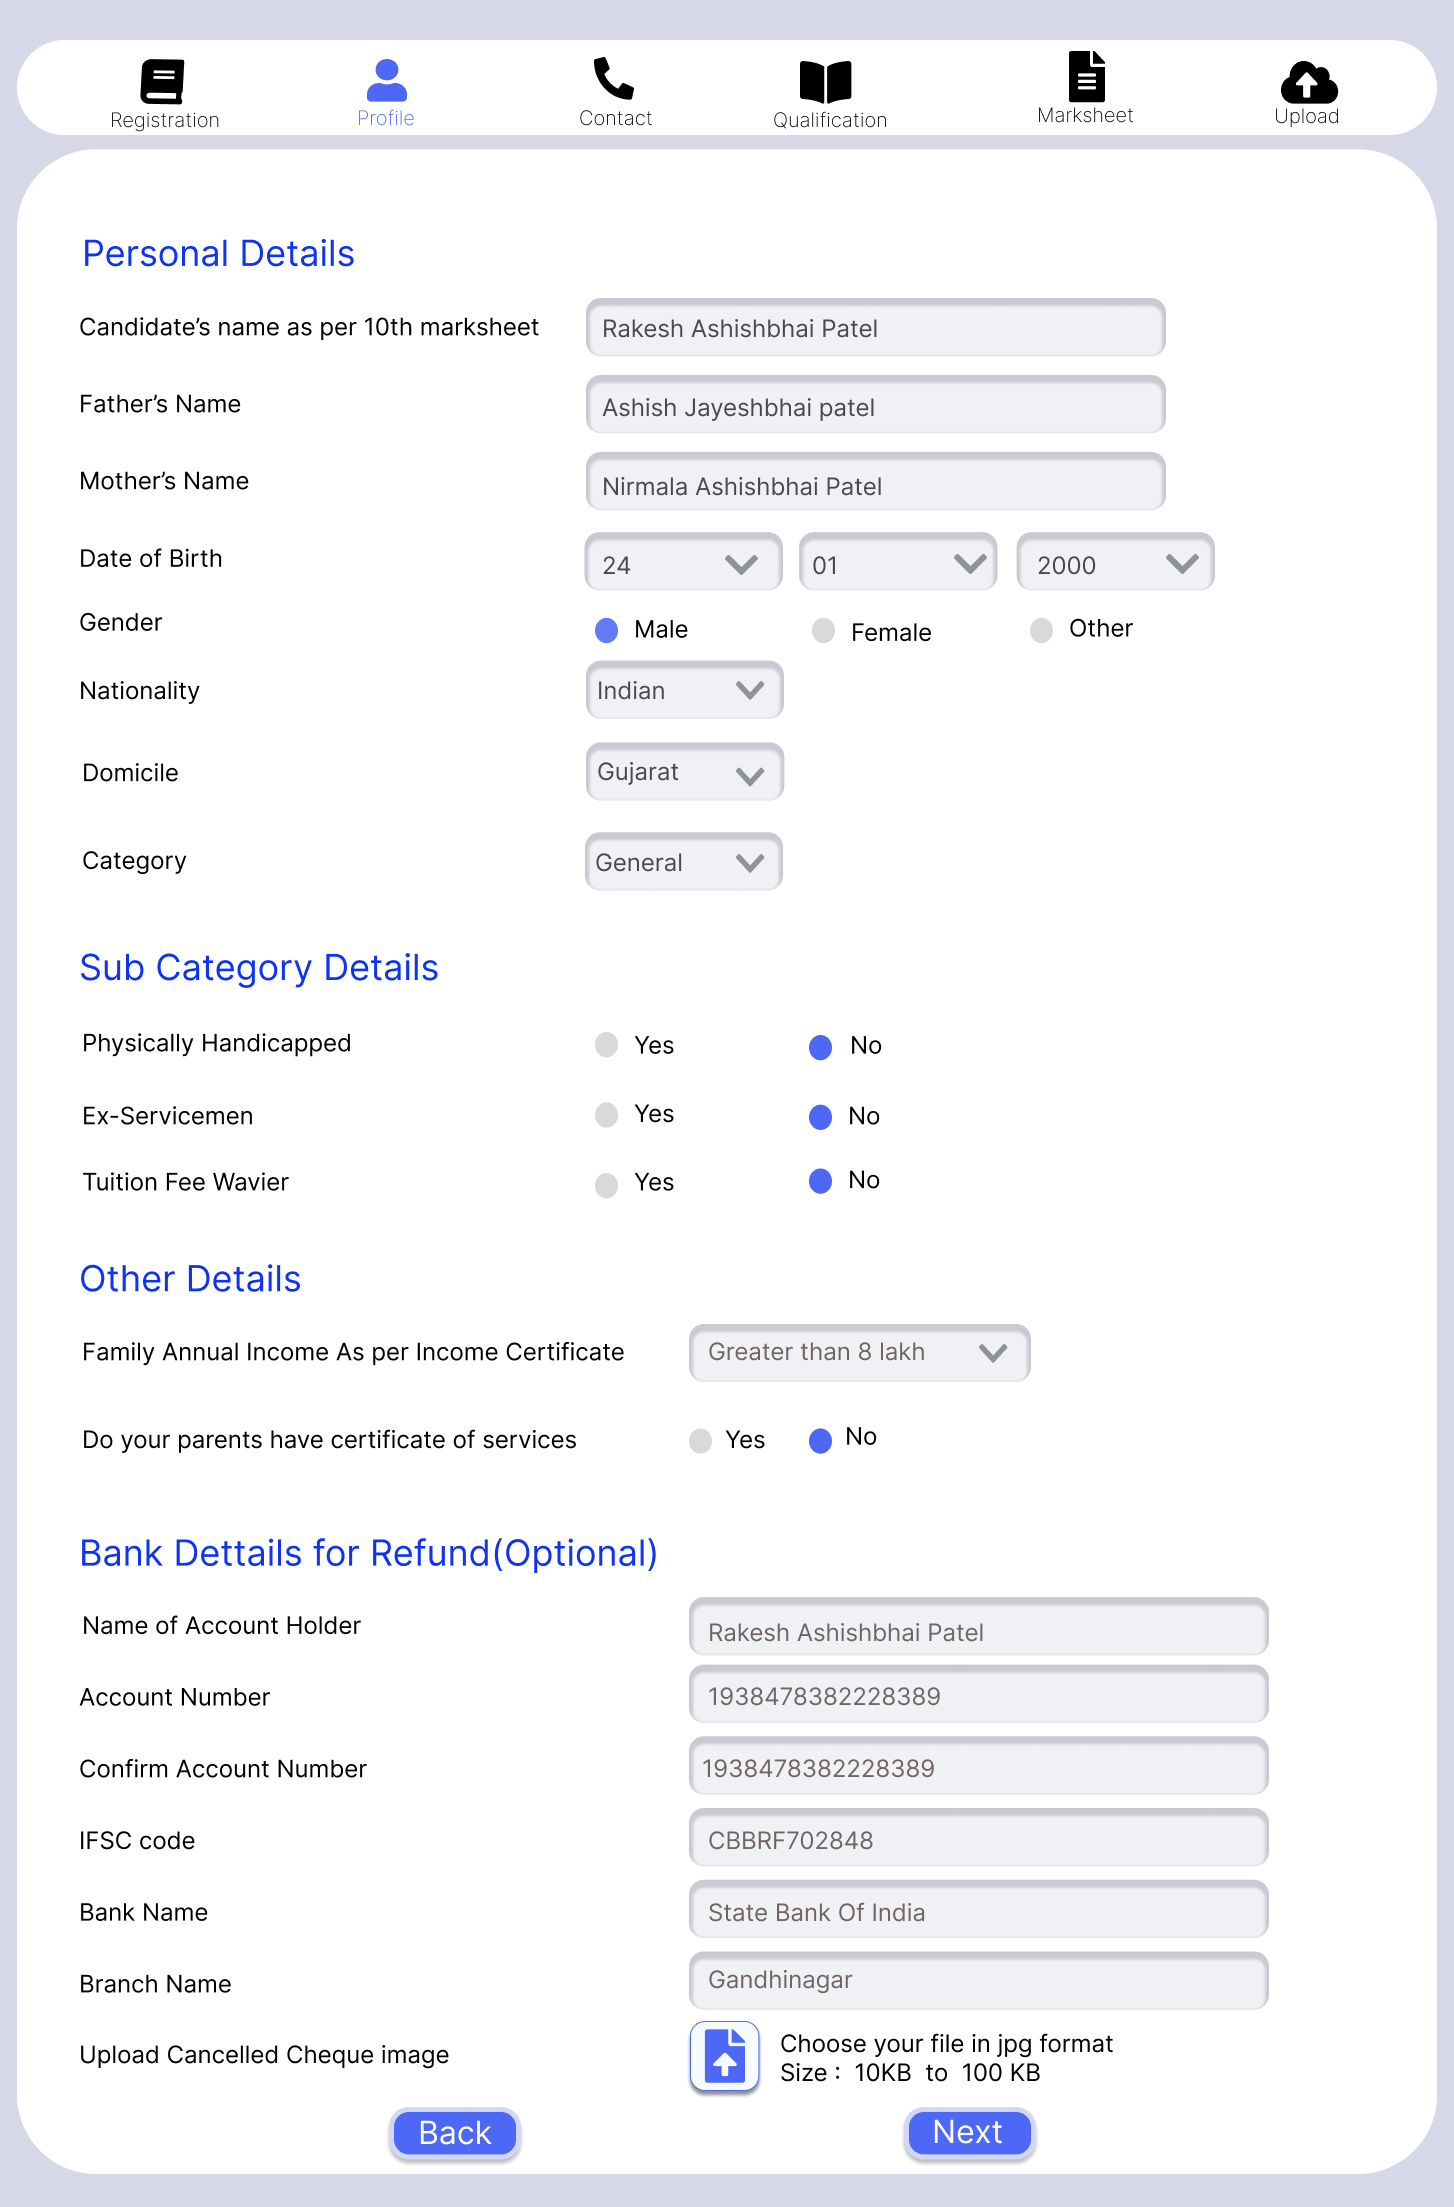 Registration
Profile
Contact
Qualification
Marksheet
Upload
Personal Details
Candidate’s name as per 10th marksheet
Rakesh Ashishbhai Patel
Father’s Name
Ashish Jayeshbhai patel
Mother’s Name
Nirmala Ashishbhai Patel
Date of Birth
24
01
2000
Gender
Male
Female
Other
Nationality
Indian
Domicile
Gujarat
Category
General
Sub Category Details
Physically Handicapped
Yes
No
Ex-Servicemen
Yes
No
Tuition Fee Wavier
Yes
No
Other Details
Family Annual Income As per Income Certificate
Greater than 8 lakh
Do your parents have certificate of services
Yes
No
Bank Dettails for Refund(Optional)
Name of Account Holder
Rakesh Ashishbhai Patel
Account Number
1938478382228389
Confirm Account Number
1938478382228389
IFSC code
CBBRF702848
Bank Name
State Bank Of India
Branch Name
Gandhinagar
Upload Cancelled Cheque image
Choose your file in jpg format
Size : 10KB to 100 KB
Back
Next